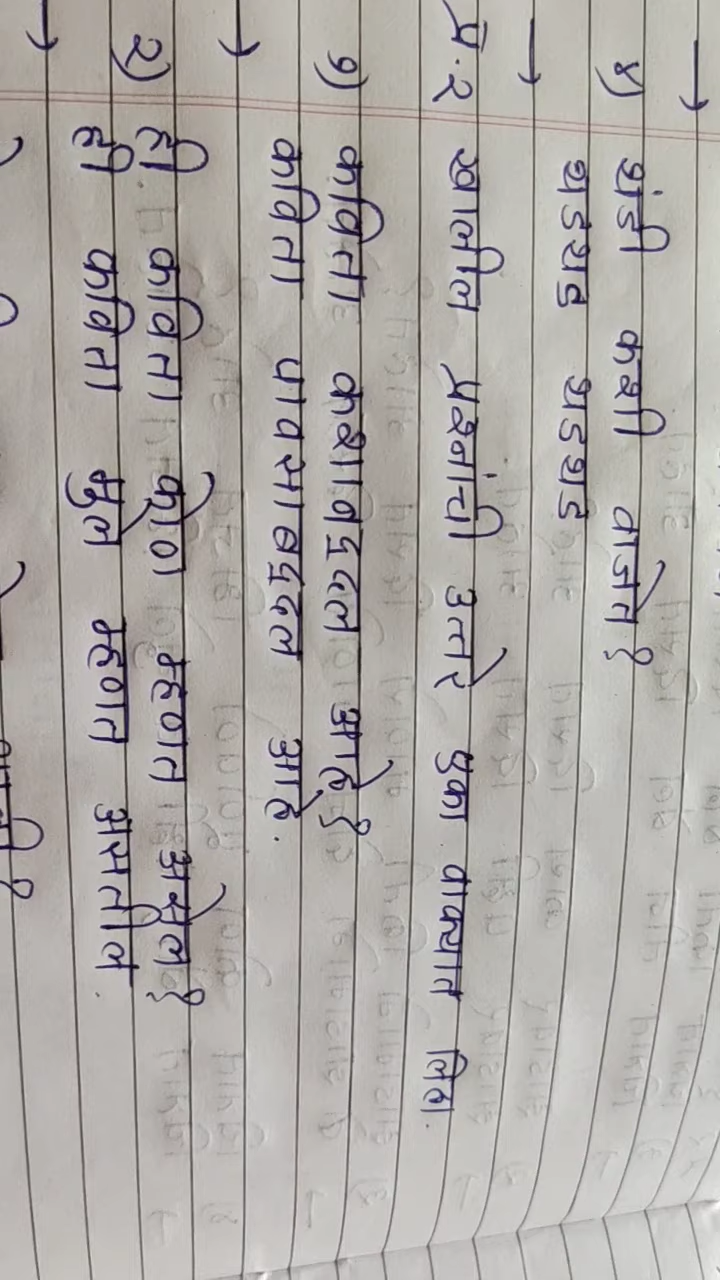 →
४) थंडी कशी वाजते?
→ थडथड थडथड
प्र.२ खालील प्रश्नांची उत्तरे एका वाक्यात लिहा.
१) कविता कशाबद्दल आहे?
→ कविता पावसाबद्दल आहे.
२) ही कविता कोण म्हणत असेल?
→ ही कविता मुले म्हणत असतील.